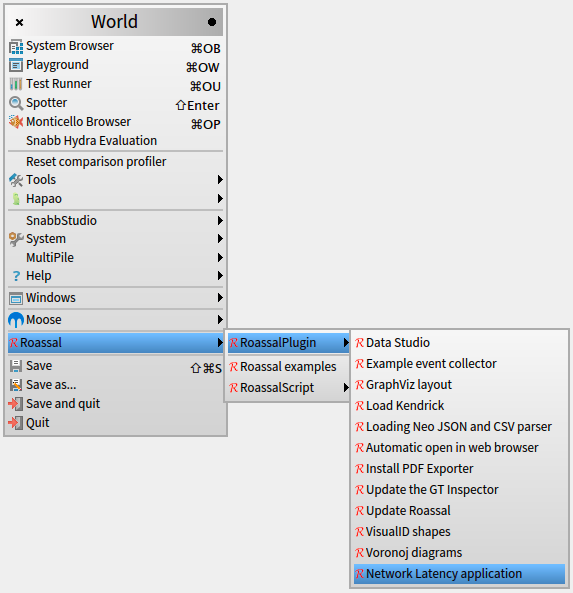 World
System Browser ⌘OB
Playground ⌘OW
Test Runner ⌘OU
Spotter ⇧Enter
Monticello Browser ⌘OP
Snabb Hydra Evaluation
Reset comparison profiler
Tools
Hapao
SnabbStudio
System
MultiPile
Help
Windows
Moose
Roassal
Save ⇧⌘S
Save as...
Save and quit
Quit
RoassalPlugin
Roassal examples
RoassalScript
Data Studio
Example event collector
GraphViz layout
Load Kendrick
Loading Neo JSON and CSV parser
Automatic open in web browser
Install PDF Exporter
Update the GT Inspector
Update Roassal
VisualID shapes
Voronoj diagrams
Network Latency application